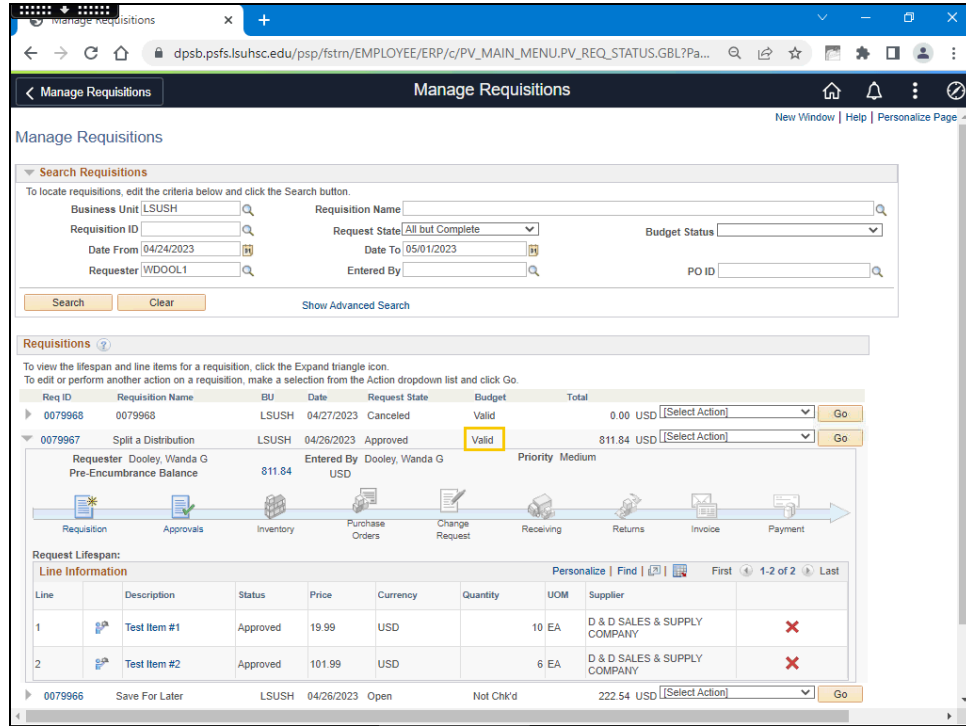 Manage Requisitions
dpsb.psfs.lsuhsc.edu/psp/fstrn/EMPLOYEE/ERP/c/PV_MAIN_MENU.PV_REQ_STATUS.GBL?Pa...
Manage Requisitions
Manage Requisitions
New Window | Help | Personalize Page
Manage Requisitions
Search Requisitions
To locate requisitions, edit the criteria below and click the Search button.
Business Unit LSUSH Requisition Name
Requisition ID Request State All but Complete Budget Status
Date From 04/24/2023 Date To 05/01/2023
Requester WDOOL1 Entered By PO ID
Search Clear Show Advanced Search
Requisitions ?
To view the lifespan and line items for a requisition, click the Expand triangle icon.
To edit or perform another action on a requisition, make a selection from the Action dropdown list and click Go.
Req ID Requisition Name BU Date Request State Budget Total
0079968 0079968 LSUSH 04/27/2023 Canceled Valid 0.00 USD [Select Action] Go
0079967 Split a Distribution LSUSH 04/26/2023 Approved Valid 811.84 USD [Select Action] Go
Requester Dooley, Wanda G Entered By Dooley, Wanda G Priority Medium
Pre-Encumbrance Balance 811.84 USD
Requisition Approvals Inventory Purchase Orders Change Request Receiving Returns Invoice Payment
Request Lifespan:
Line Information Personalize | Find | First 1-2 of 2 Last
Line Description Status Price Currency Quantity UOM Supplier
1 Test Item #1 Approved 19.99 USD 10 EA D & D SALES & SUPPLY COMPANY
2 Test Item #2 Approved 101.99 USD 6 EA D & D SALES & SUPPLY COMPANY
0079966 Save For Later LSUSH 04/26/2023 Open Not Chk'd 222.54 USD [Select Action] Go